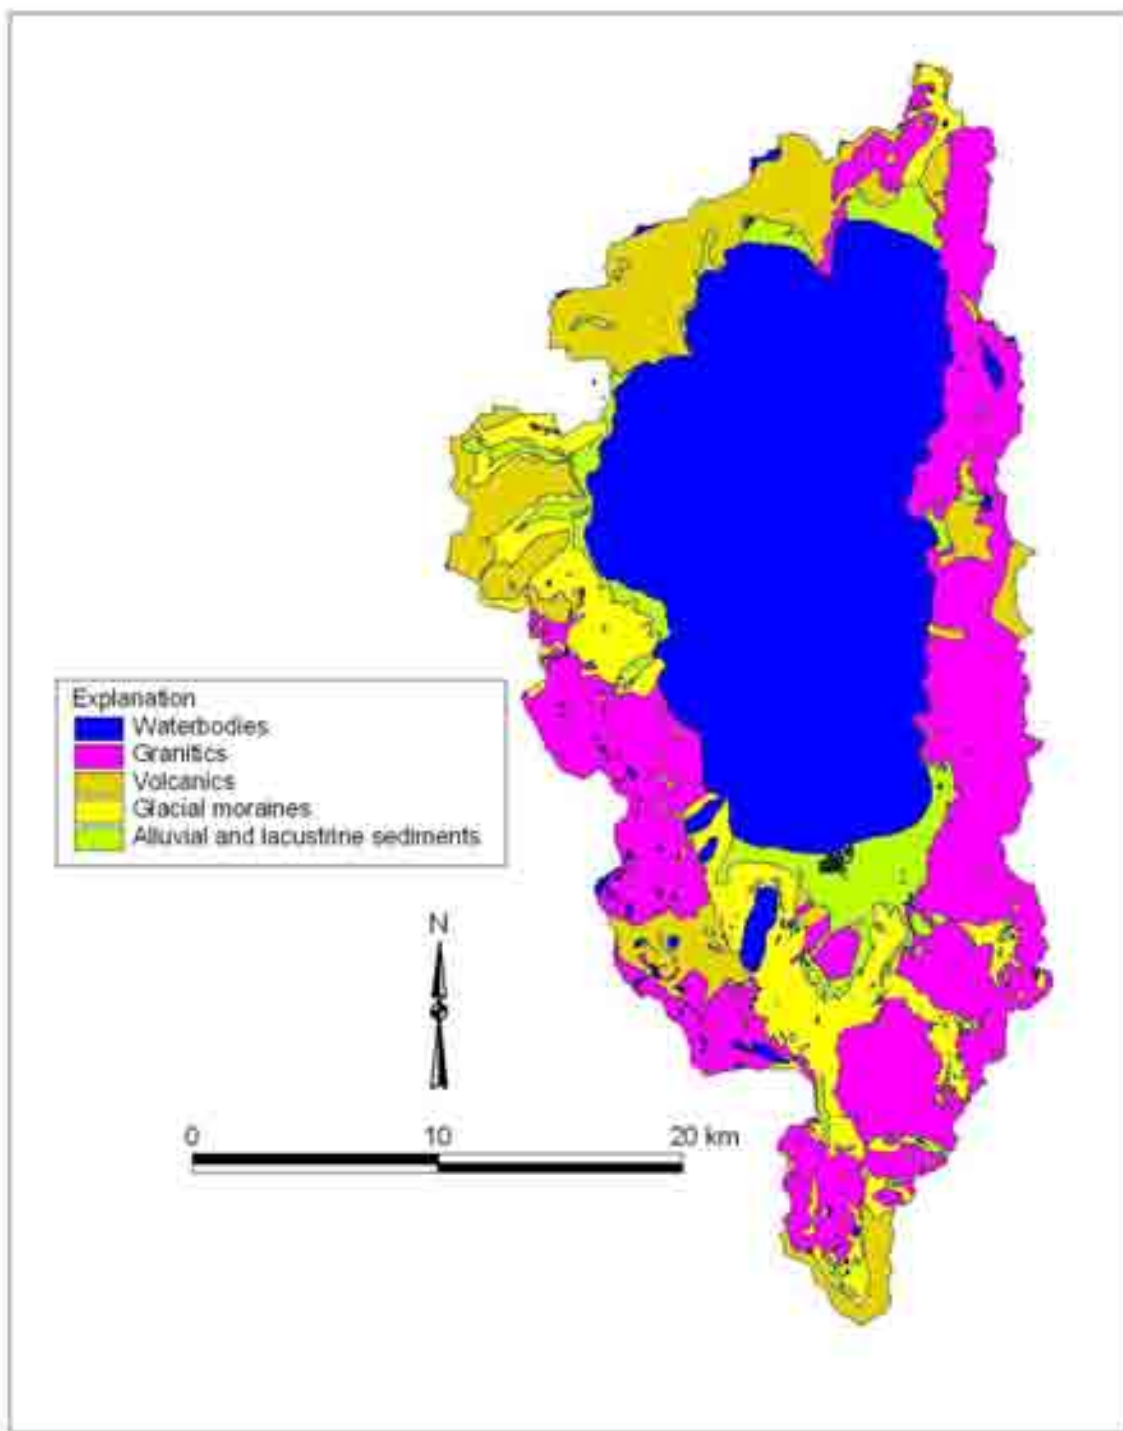 Explanation
Waterbodies
Granitics
Volcanics
Glacial moraines
Alluvial and lacustrine sediments
N
0 10 20 km